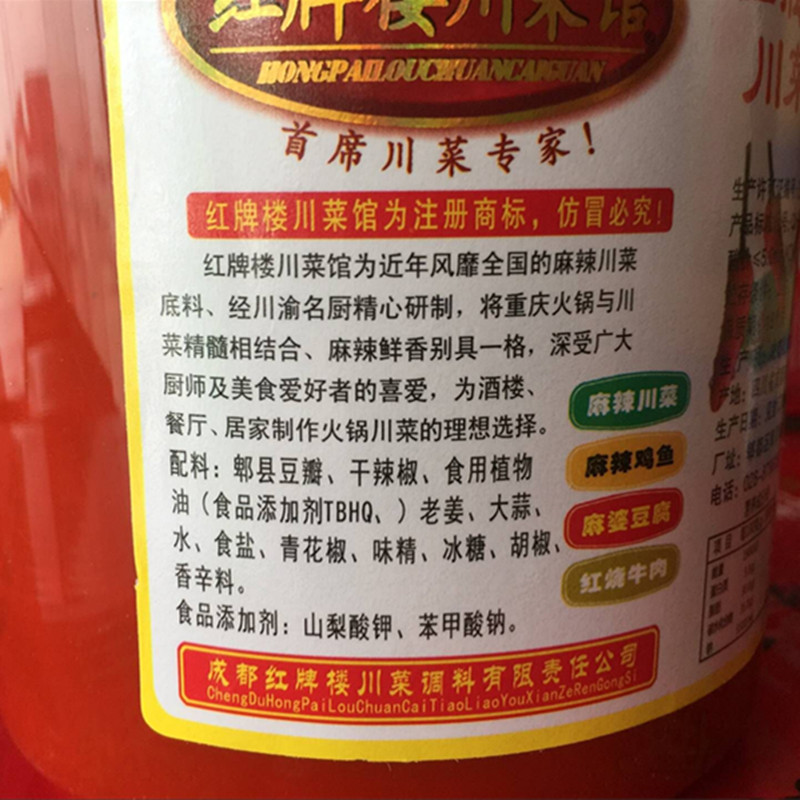 红牌楼川菜馆
HONGPAILOUCHUANCAIGUAN
首席川菜专家！
红牌楼川菜馆为注册商标，仿冒必究！
红牌楼川菜馆为近年风靡全国的麻辣川菜
底料、经川渝名厨精心研制，将重庆火锅与川
菜精髓相结合、麻辣鲜香别具一格，深受广大
厨师及美食爱好者的喜爱，为酒楼、
餐厅、居家制作火锅川菜的理想选择。
配料：郫县豆瓣、干辣椒、食用植物
油（食品添加剂TBHQ、）老姜、大蒜、
水、食盐、青花椒、味精、冰糖、胡椒、
香辛料。
食品添加剂：山梨酸钾、苯甲酸钠。
麻辣川菜
麻辣鸡鱼
麻婆豆腐
红烧牛肉
成都红牌楼川菜调料有限责任公司
ChengDuHongPaiLouChuanCaiTiaoLiaoYouXianZeRenGongSi
川菜
生产许可
产品标
产地：
生产日
厂址：
电话：
项目